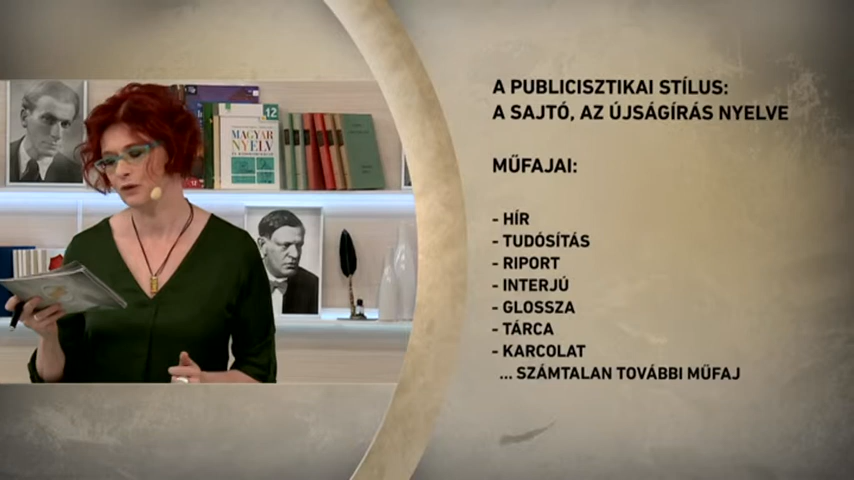 A PUBLICISZTIKAI STÍLUS:
A SAJTÓ, AZ ÚJSÁGÍRÁS NYELVE
MŰFAJAI:
- HÍR
- TUDÓSÍTÁS
- RIPORT
- INTERJÚ
- GLOSSZA
- TÁRCA
- KARCOLAT
... SZÁMTALAN TOVÁBBI MŰFAJ
12
MAGYAR
NYELV